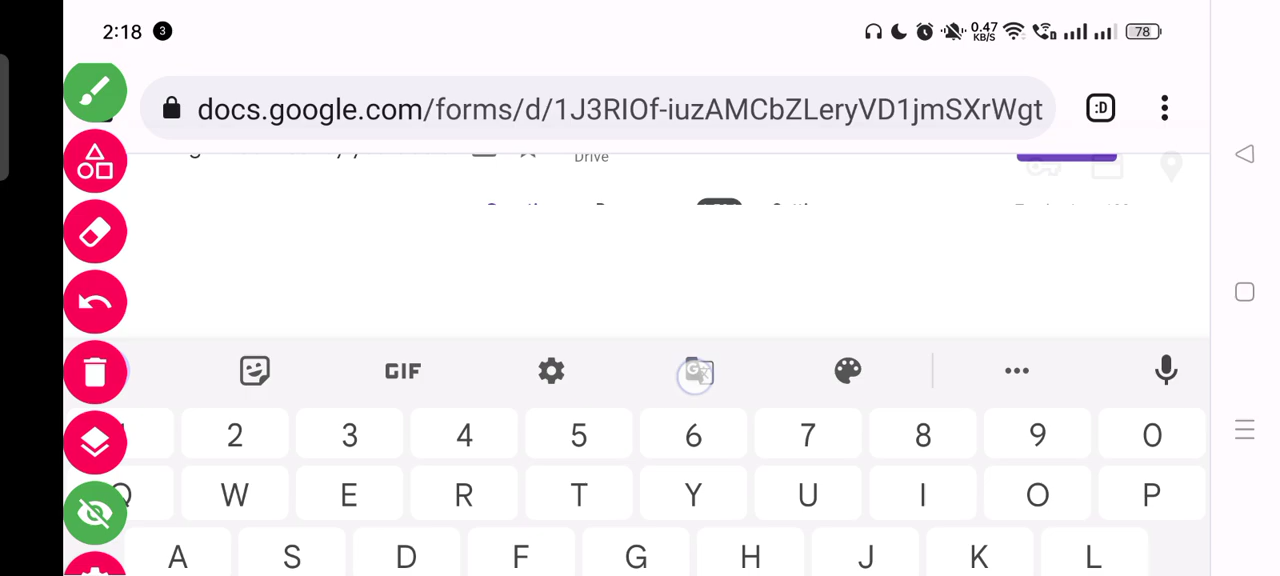 2:18 3 0.47 KB/S 78
docs.google.com/forms/d/1J3RIOf-iuzAMCbZLeryVD1jmSXrWgt :D
Drive
GIF G
2 3 4 5 6 7 8 9 0
Q W E R T Y U I O P
A S D F G H J K L